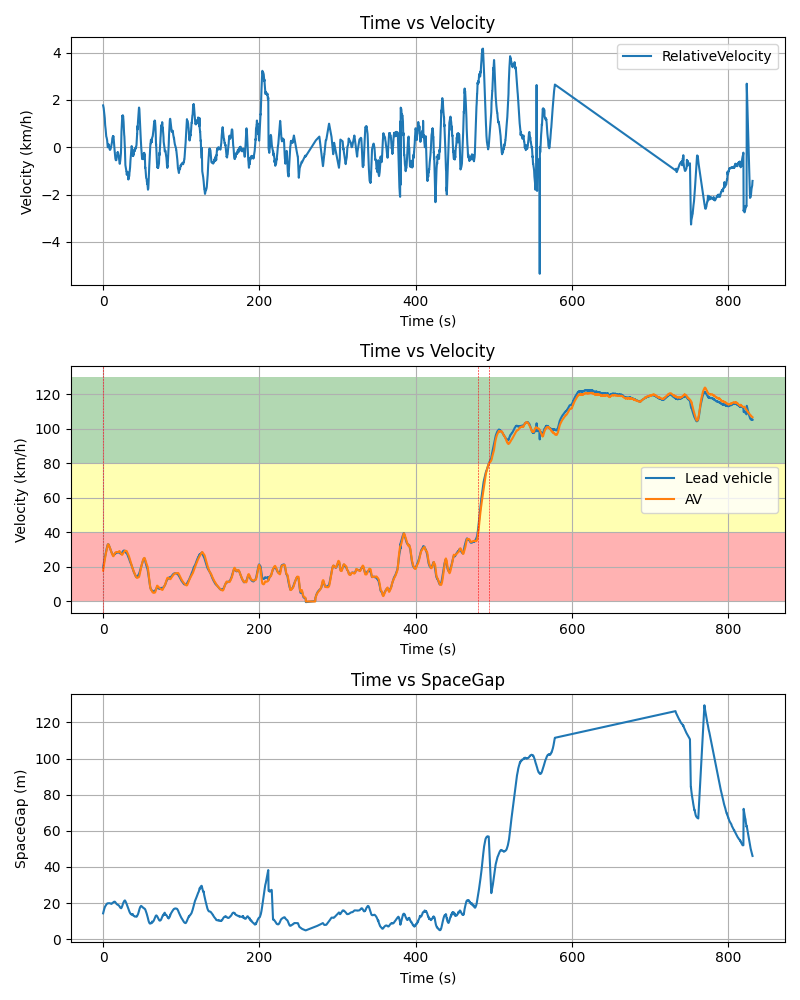 Time vs Velocity
Velocity (km/h)
4
2
0
−2
−4
RelativeVelocity
0 200 400 600 800
Time (s)
Time vs Velocity
Velocity (km/h)
120
100
80
60
40
20
0
Lead vehicle
AV
0 200 400 600 800
Time (s)
Time vs SpaceGap
SpaceGap (m)
120
100
80
60
40
20
0
0 200 400 600 800
Time (s)